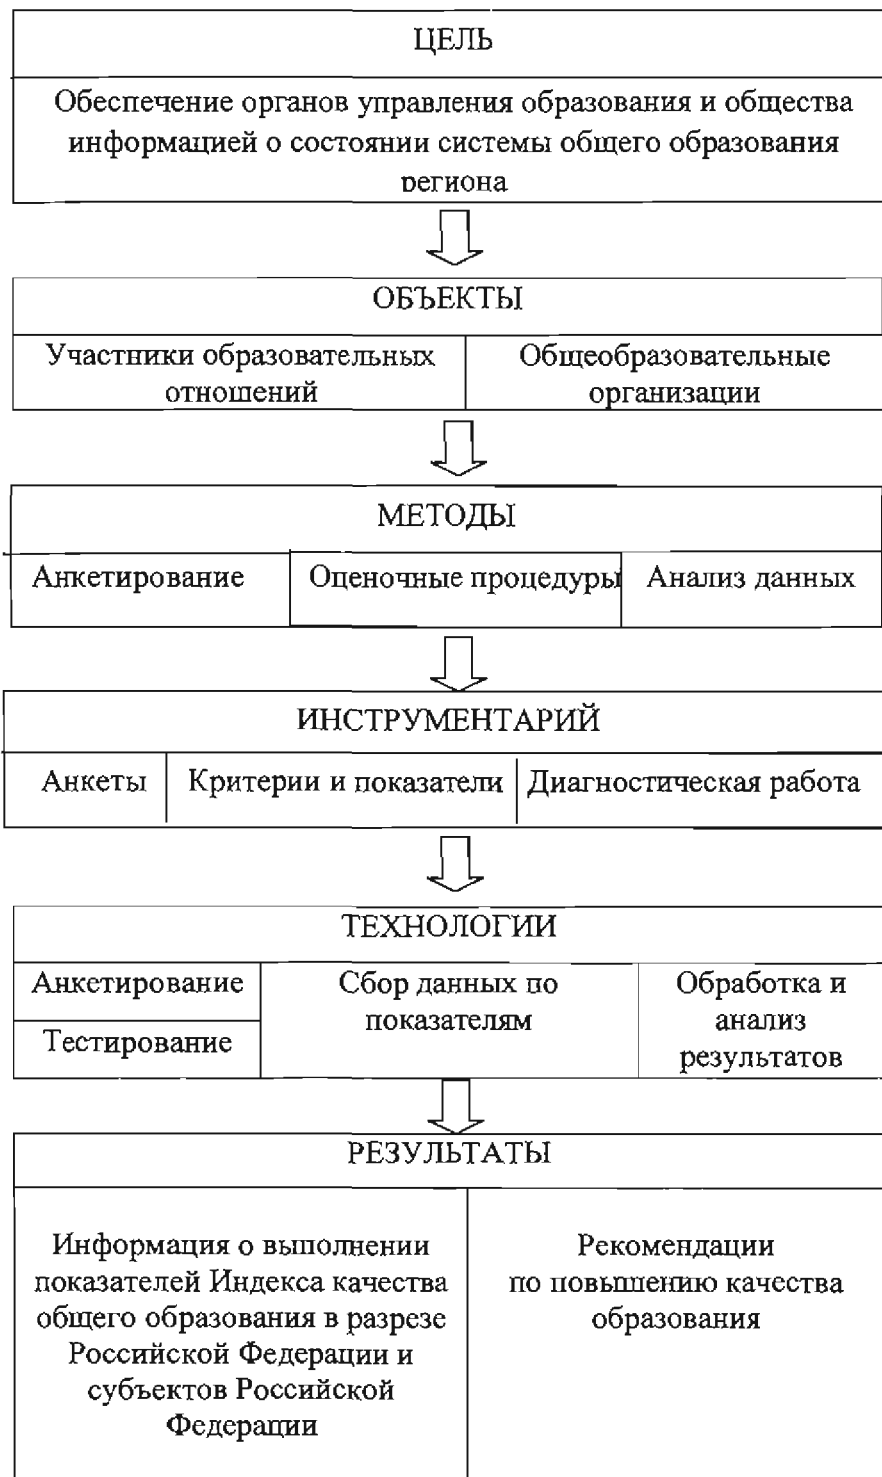 ЦЕЛЬ
Обеспечение органов управления образования и общества
информацией о состоянии системы общего образования
региона
ОБЪЕКТЫ
Участники образовательных
отношений
Общеобразовательные
организации
МЕТОДЫ
Анкетирование
Оценочные процедуры
Анализ данных
ИНСТРУМЕНТАРИЙ
Анкеты
Критерии и показатели
Диагностическая работа
ТЕХНОЛОГИИ
Анкетирование
Тестирование
Сбор данных по
показателям
Обработка и
анализ
результатов
РЕЗУЛЬТАТЫ
Информация о выполнении
показателей Индекса качества
общего образования в разрезе
Российской Федерации и
субъектов Российской
Федерации
Рекомендации
по повышению качества
образования